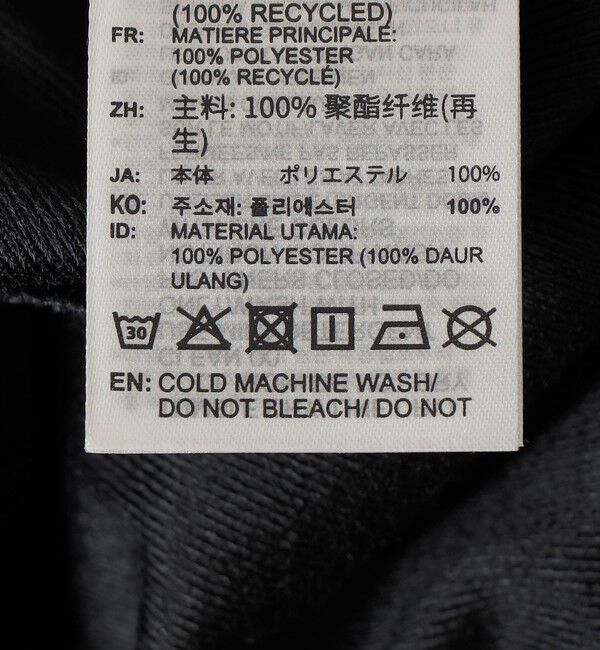 (100% RECYCLED)
FR: MATIERE PRINCIPALE:
100% POLYESTER
(100% RECYCLÉ)
ZH: 主料: 100% 聚酯纤维(再
生)
JA: 本体 ポリエステル 100%
KO: 주소재: 폴리에스터 100%
ID: MATERIAL UTAMA:
100% POLYESTER (100% DAUR
ULANG)
30
EN: COLD MACHINE WASH/
DO NOT BLEACH/ DO NOT